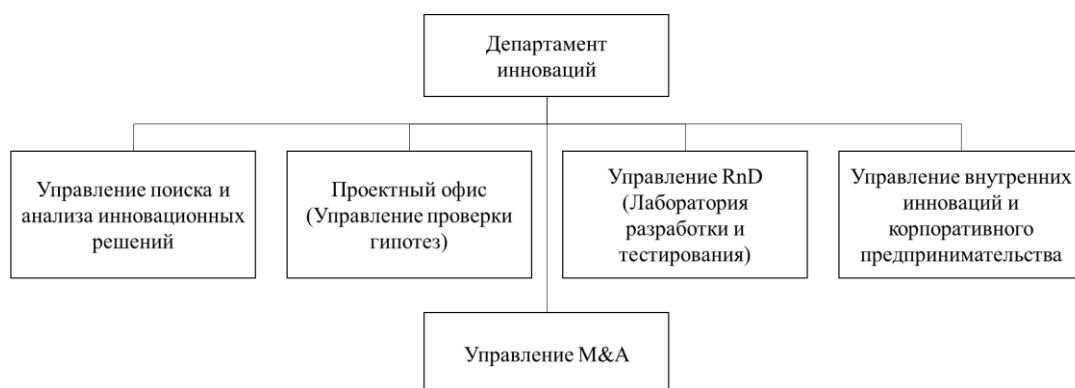 Департамент
инноваций
Управление поиска и
анализа инновационных
решений
Проектный офис
(Управление проверки
гипотез)
Управление RnD
(Лаборатория
разработки и
тестирования)
Управление внутренних
инноваций и
корпоративного
предпринимательства
Управление M&A